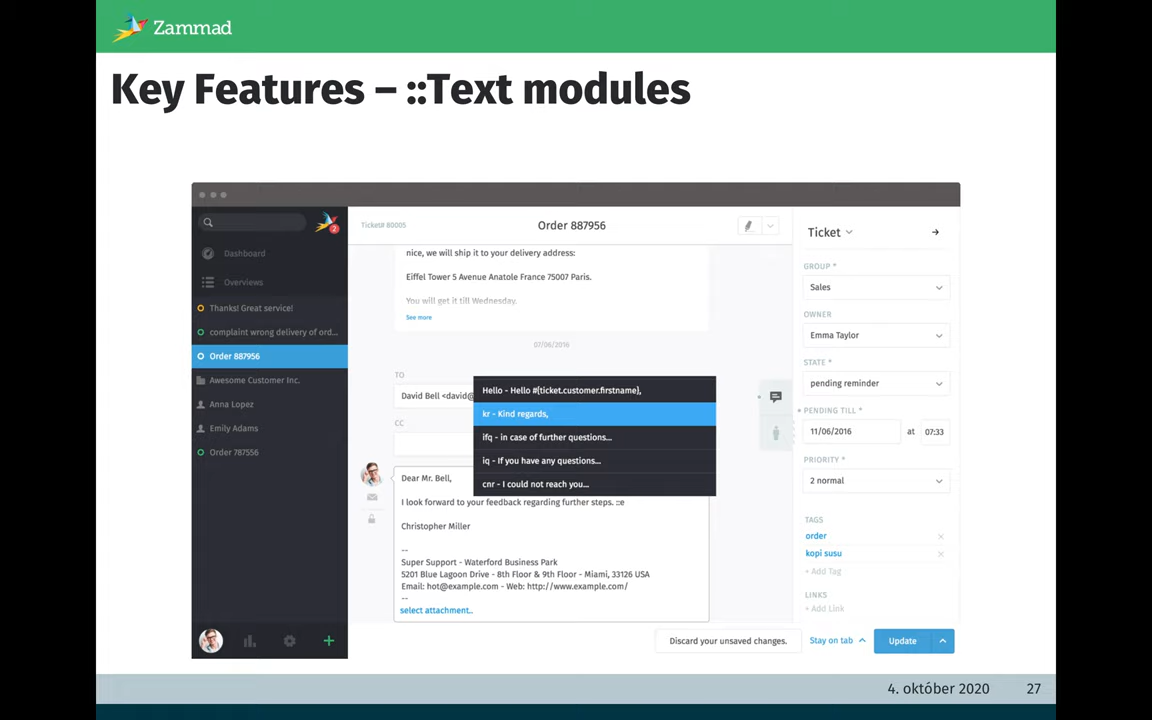 Zammad
Key Features – ::Text modules
2
Dashboard
Overviews
Thanks! Great service!
complaint wrong delivery of ord...
Order 887956
Awesome Customer Inc.
Anna Lopez
Emily Adams
Order 787556
Ticket# 80005
Order 887956
nice, we will ship it to your delivery address:
Eiffel Tower 5 Avenue Anatole France 75007 Paris.
You will get it till Wednesday.
See more
07/06/2016
TO
David Bell <david@
CC
Hello - Hello #{ticket.customer.firstname},
kr - Kind regards,
ifq - in case of further questions...
iq - If you have any questions...
cnr - I could not reach you...
Dear Mr. Bell,
I look forward to your feedback regarding further steps. ::e
Christopher Miller
--
Super Support - Waterford Business Park
5201 Blue Lagoon Drive - 8th Floor & 9th Floor - Miami, 33126 USA
Email: hot@example.com - Web: http://www.example.com/
--
select attachment..
Ticket
GROUP *
Sales
OWNER
Emma Taylor
STATE *
pending reminder
PENDING TILL *
11/06/2016 at 07:33
PRIORITY *
2 normal
TAGS
order
kopi susu
+ Add Tag
LINKS
+ Add Link
Discard your unsaved changes.
Stay on tab
Update
4. október 2020
27